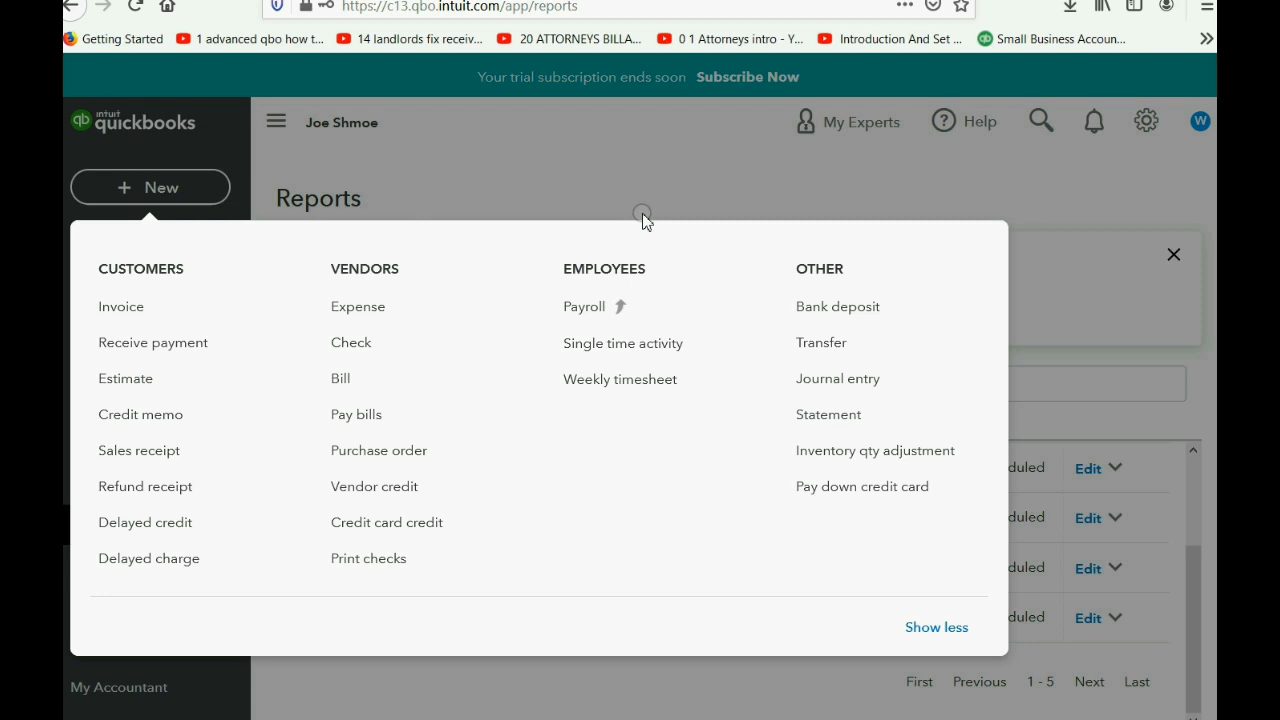 https://c13.qbo.intuit.com/app/reports
Getting Started
1 advanced qbo how t...
14 landlords fix receiv...
20 ATTORNEYS BILLA...
0 1 Attorneys intro - Y...
Introduction And Set ...
Small Business Accoun...
Your trial subscription ends soon Subscribe Now
intuit
quickbooks
Joe Shmoe
My Experts
Help
W
+ New
Reports
CUSTOMERS
Invoice
Receive payment
Estimate
Credit memo
Sales receipt
Refund receipt
Delayed credit
Delayed charge
VENDORS
Expense
Check
Bill
Pay bills
Purchase order
Vendor credit
Credit card credit
Print checks
EMPLOYEES
Payroll
Single time activity
Weekly timesheet
OTHER
Bank deposit
Transfer
Journal entry
Statement
Inventory qty adjustment
Pay down credit card
Show less
duled Edit
duled Edit
duled Edit
duled Edit
First Previous 1 - 5 Next Last
My Accountant